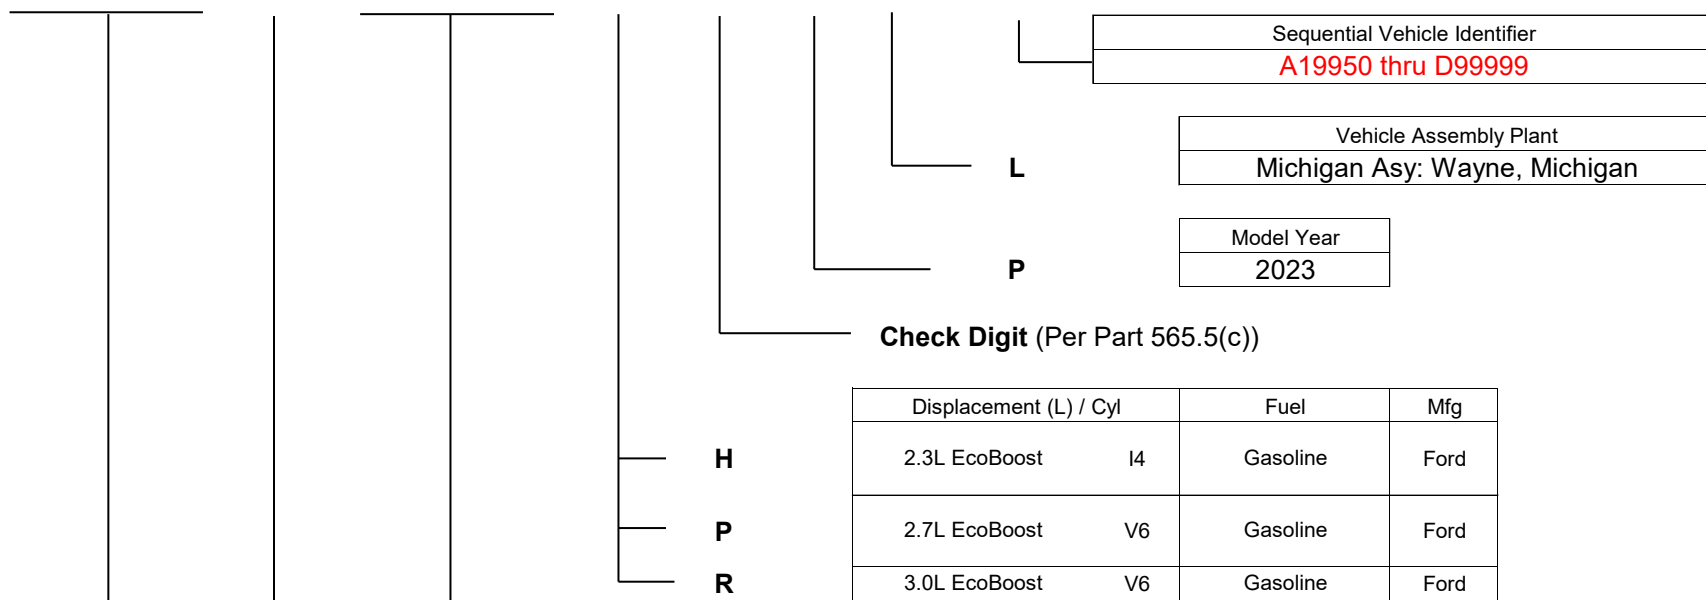 Sequential Vehicle Identifier
A19950 thru D99999
Vehicle Assembly Plant
L Michigan Asy: Wayne, Michigan
Model Year
P 2023
Check Digit (Per Part 565.5(c))
Displacement (L) / Cyl Fuel Mfg
H 2.3L EcoBoost I4 Gasoline Ford
P 2.7L EcoBoost V6 Gasoline Ford
R 3.0L EcoBoost V6 Gasoline Ford